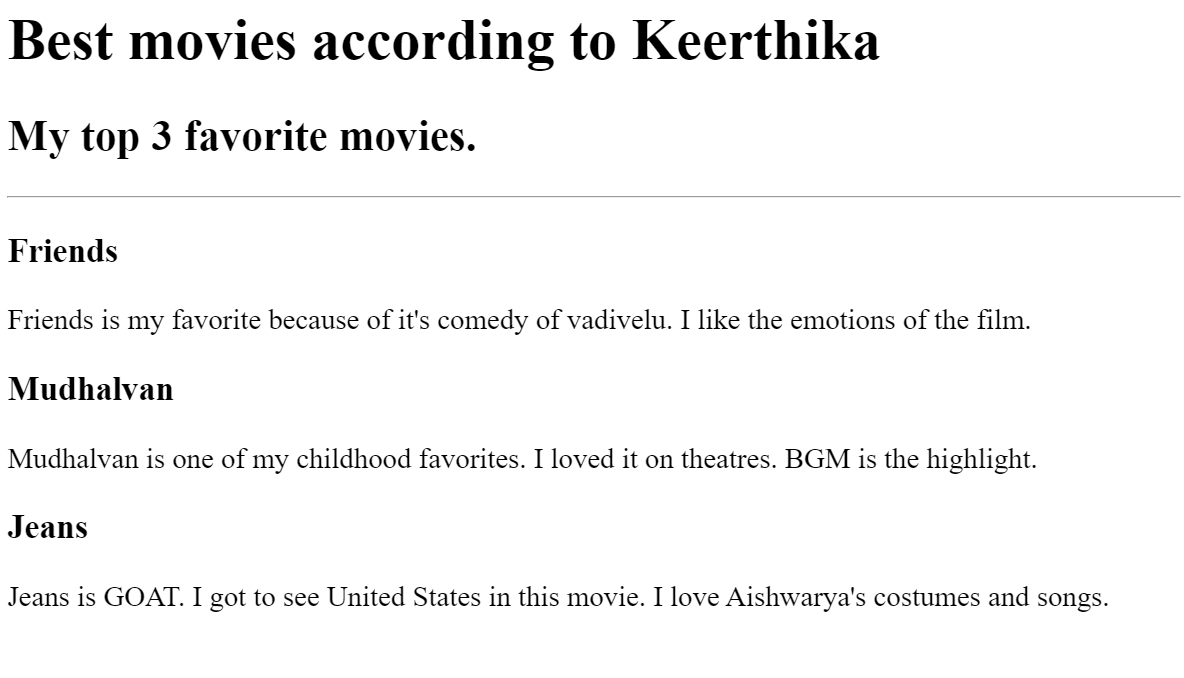 Best movies according to Keerthika
My top 3 favorite movies.
Friends
Friends is my favorite because of it's comedy of vadivelu. I like the emotions of the film.
Mudhalvan
Mudhalvan is one of my childhood favorites. I loved it on theatres. BGM is the highlight.
Jeans
Jeans is GOAT. I got to see United States in this movie. I love Aishwarya's costumes and songs.